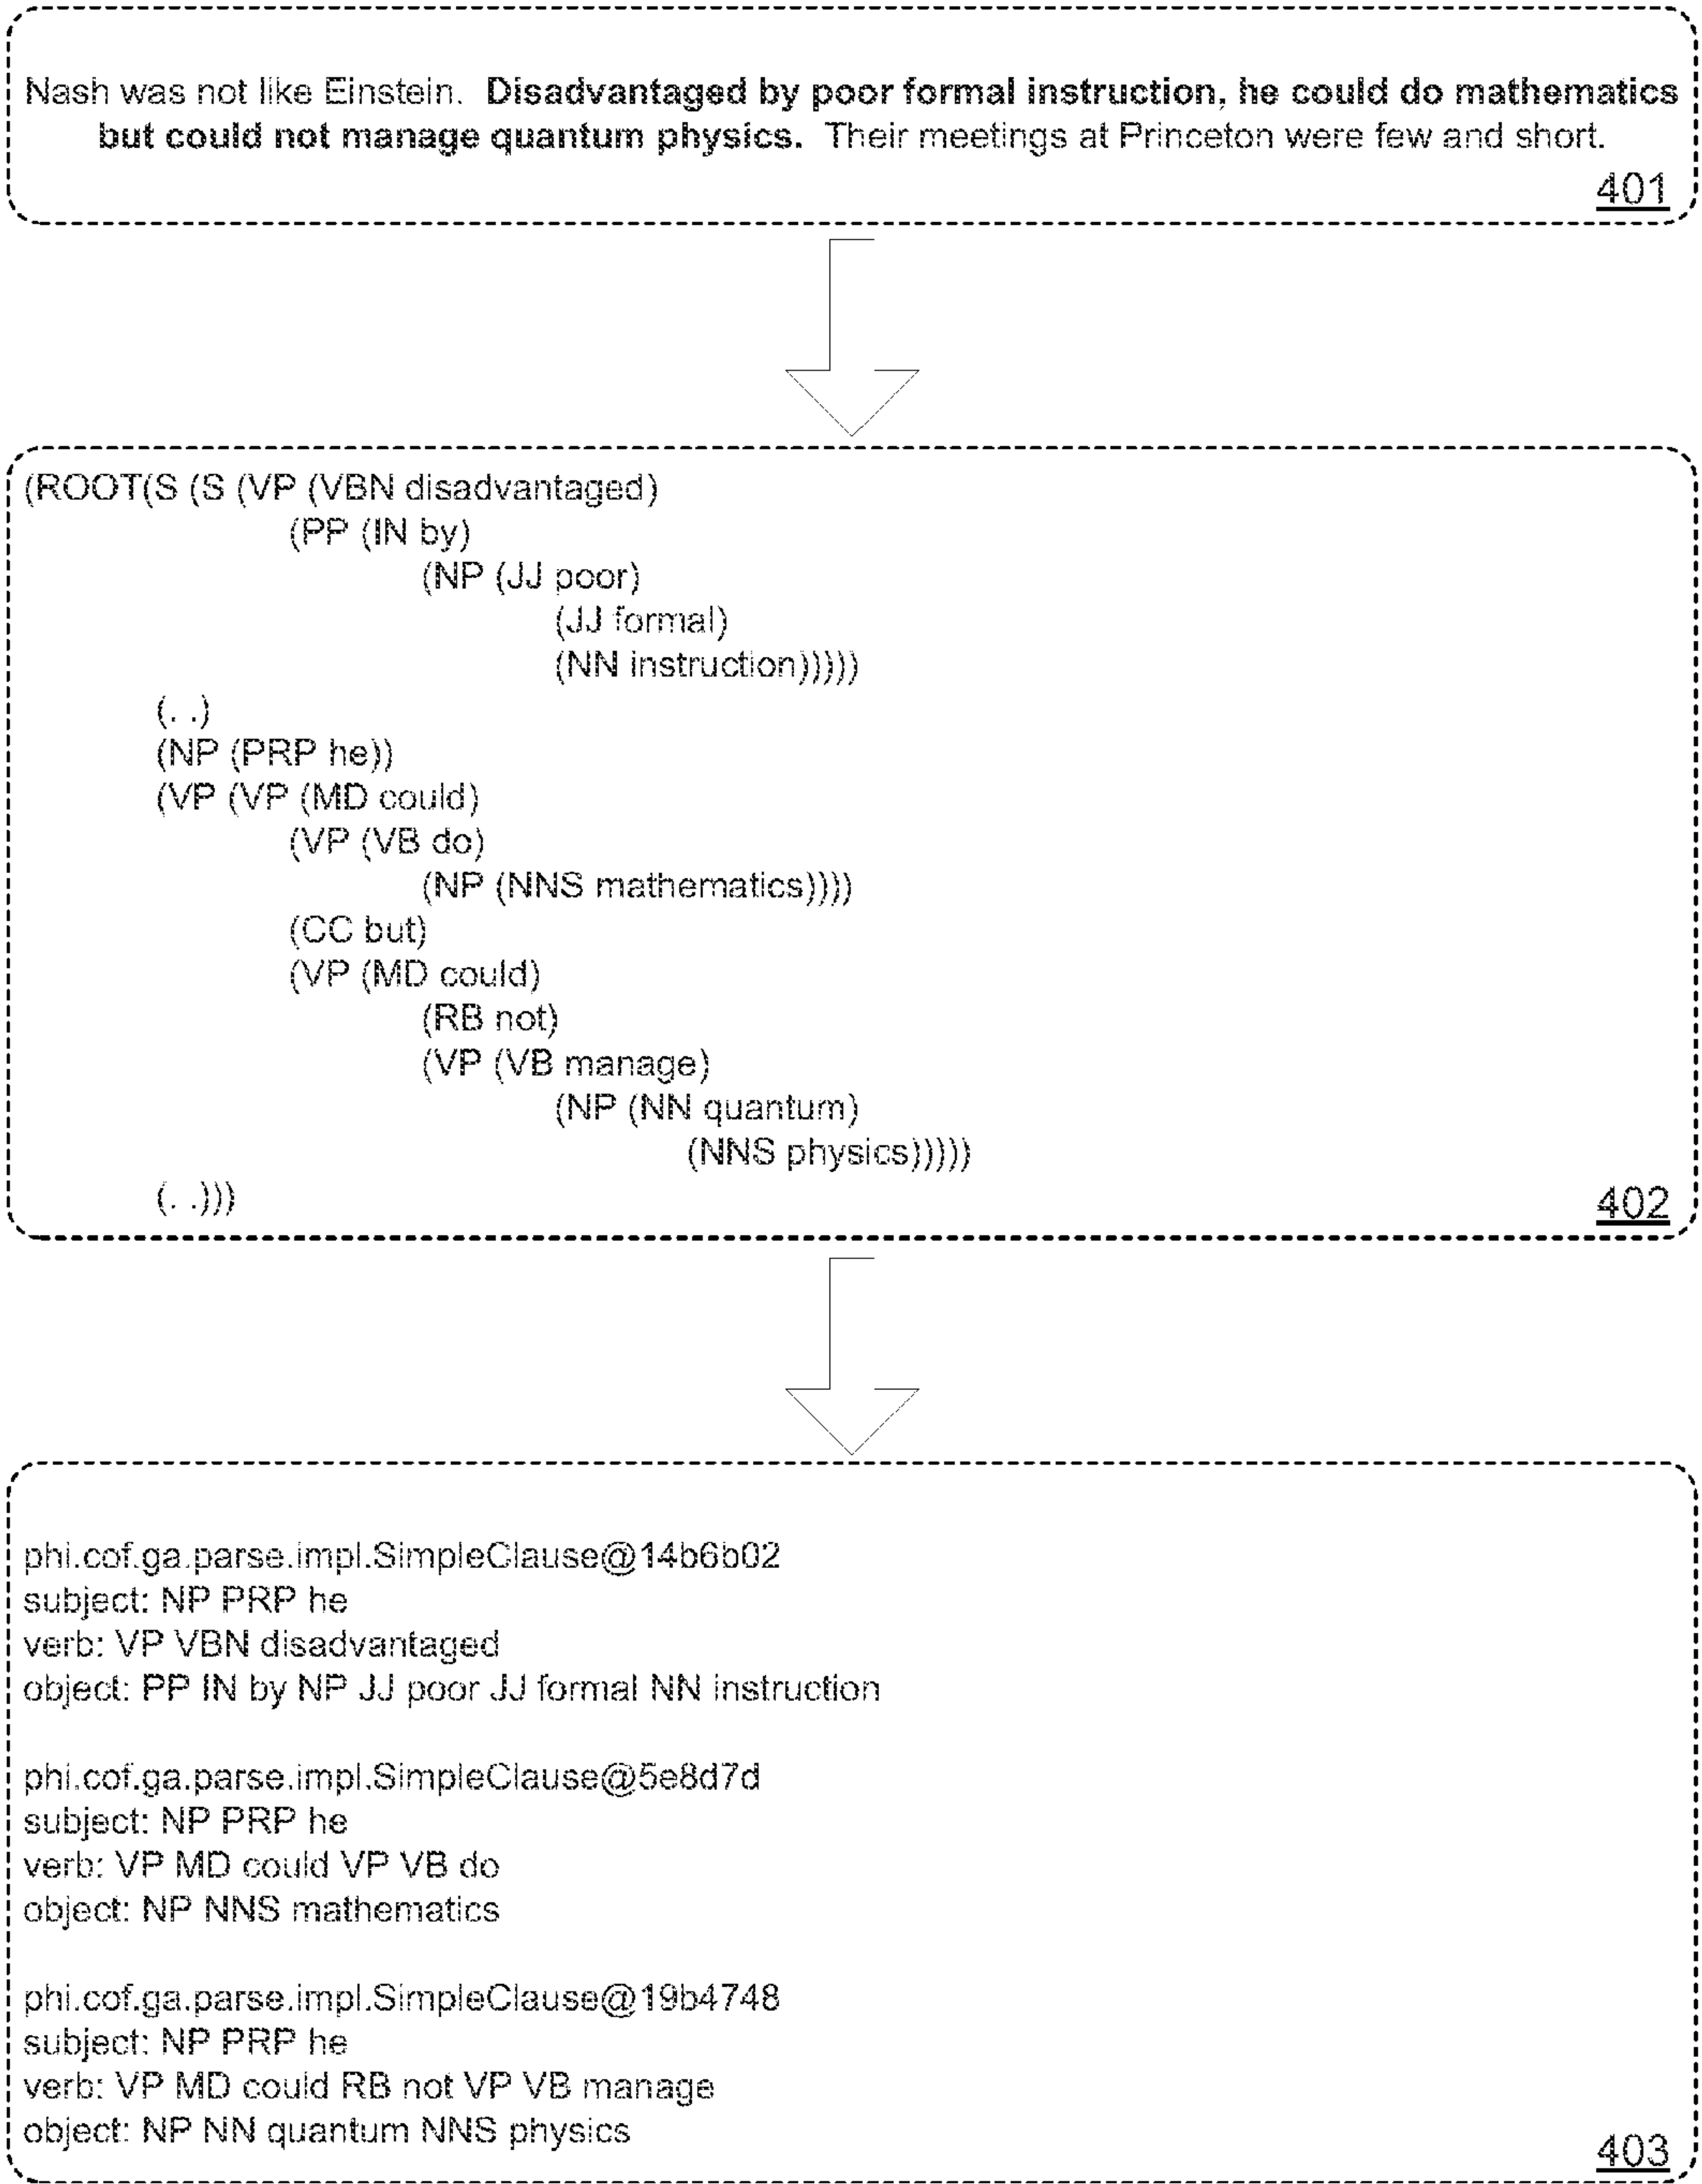 Nash was not like Einstein. Disadvantaged by poor formal instruction, he could do mathematics
but could not manage quantum physics. Their meetings at Princeton were few and short.
401
(ROOT(S (S (VP (VBN disadvantaged)
(PP (IN by)
(NP (JJ poor)
(JJ formal)
(NN instruction)))))
(. .)
(NP (PRP he))
(VP (VP (MD could)
(VP (VB do)
(NP (NNS mathematics))))
(CC but)
(VP (MD could)
(RB not)
(VP (VB manage)
(NP (NN quantum)
(NNS physics)))))
(. .)))
402
phi.cof.ga.parse.impl.SimpleClause@14b6b02
subject: NP PRP he
verb: VP VBN disadvantaged
object: PP IN by NP JJ poor JJ formal NN instruction
phi.cof.ga.parse.impl.SimpleClause@5e8d7d
subject: NP PRP he
verb: VP MD could VP VB do
object: NP NNS mathematics
phi.cof.ga.parse.impl.SimpleClause@19b4748
subject: NP PRP he
verb: VP MD could RB not VP VB manage
object: NP NN quantum NNS physics
403